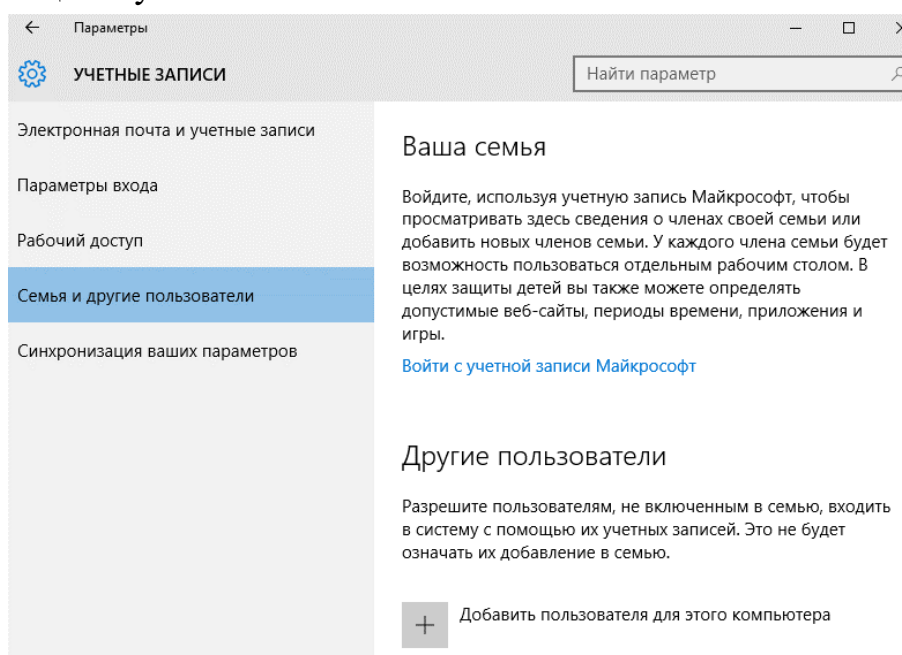 Параметры
УЧЕТНЫЕ ЗАПИСИ
Найти параметр
Электронная почта и учетные записи
Параметры входа
Рабочий доступ
Семья и другие пользователи
Синхронизация ваших параметров
Ваша семья
Войдите, используя учетную запись Майкрософт, чтобы
просматривать здесь сведения о членах своей семьи или
добавить новых членов семьи. У каждого члена семьи будет
возможность пользоваться отдельным рабочим столом. В
целях защиты детей вы также можете определять
допустимые веб-сайты, периоды времени, приложения и
игры.
Войти с учетной записи Майкрософт
Другие пользователи
Разрешите пользователям, не включенным в семью, входить
в систему с помощью их учетных записей. Это не будет
означать их добавление в семью.
Добавить пользователя для этого компьютера